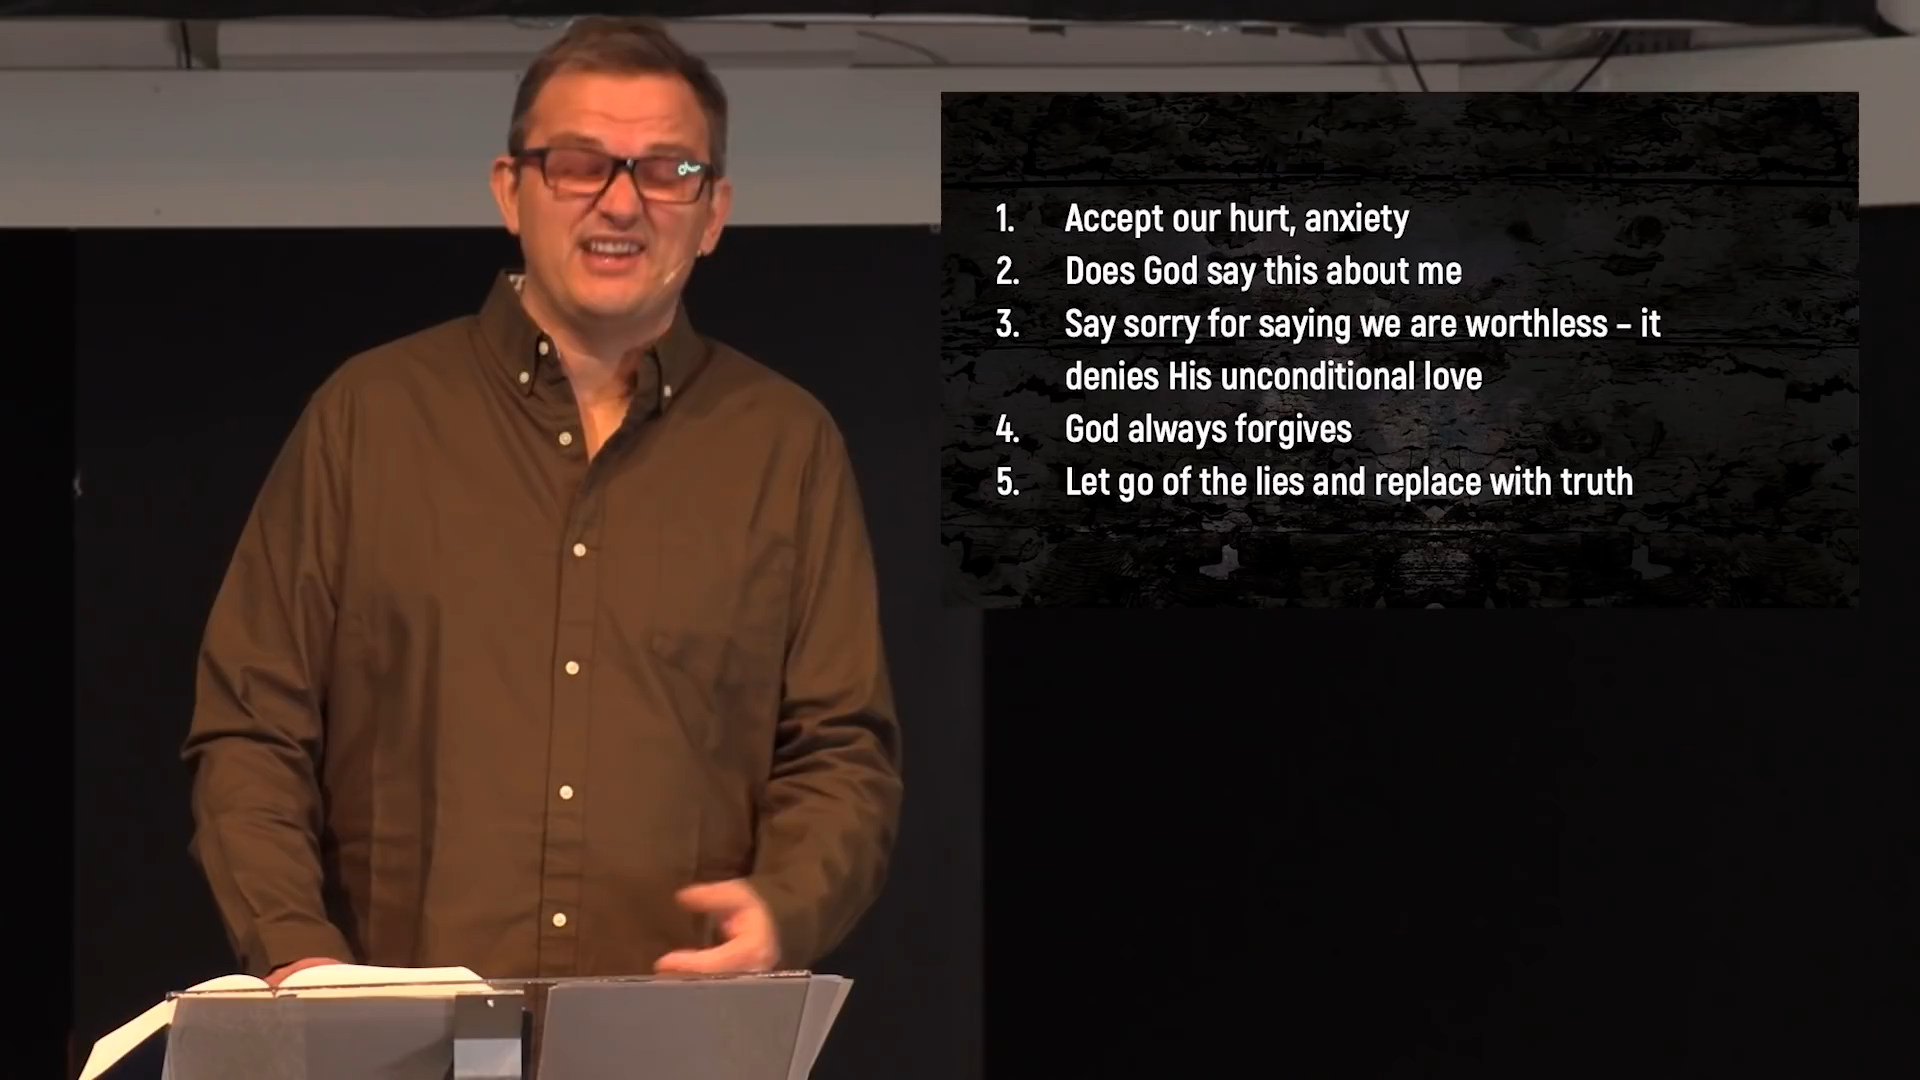 1. Accept our hurt, anxiety
2. Does God say this about me
3. Say sorry for saying we are worthless – it
denies His unconditional love
4. God always forgives
5. Let go of the lies and replace with truth